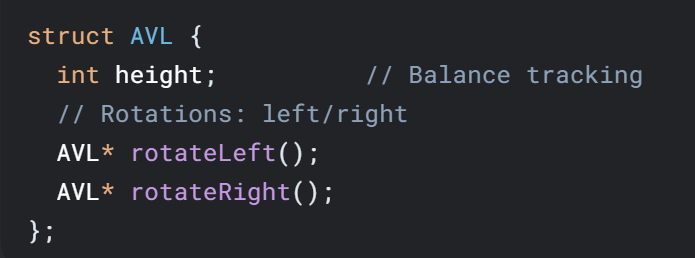 struct AVL {
  int height;          // Balance tracking
  // Rotations: left/right
  AVL* rotateLeft();
  AVL* rotateRight();
};